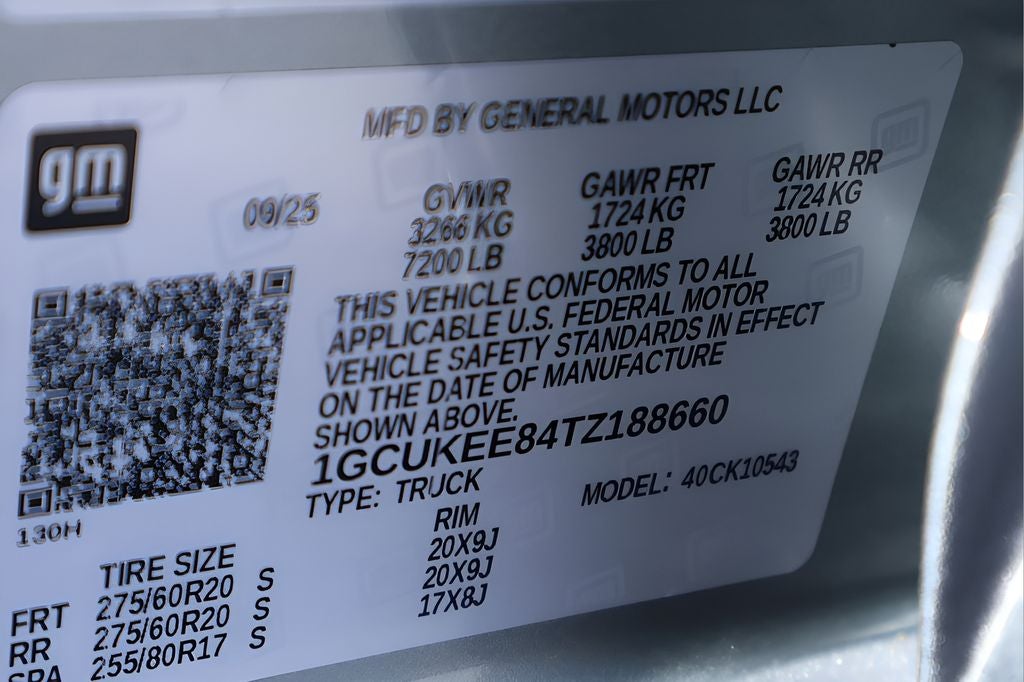 MFD BY GENERAL MOTORS LLC
gm
09/25
GVWR
3266 KG
7200 LB
GAWR FRT
1724 KG
3800 LB
GAWR RR
1724 KG
3800 LB
THIS VEHICLE CONFORMS TO ALL
APPLICABLE U.S. FEDERAL MOTOR
VEHICLE SAFETY STANDARDS IN EFFECT
ON THE DATE OF MANUFACTURE
SHOWN ABOVE.
1GCUKEE84TZ188660
TYPE: TRUCK
MODEL: 40CK10543
130H
TIRE SIZE
RIM
FRT 275/60R20 S 20X9J
RR 275/60R20 S 20X9J
SPA 255/80R17 S 17X8J